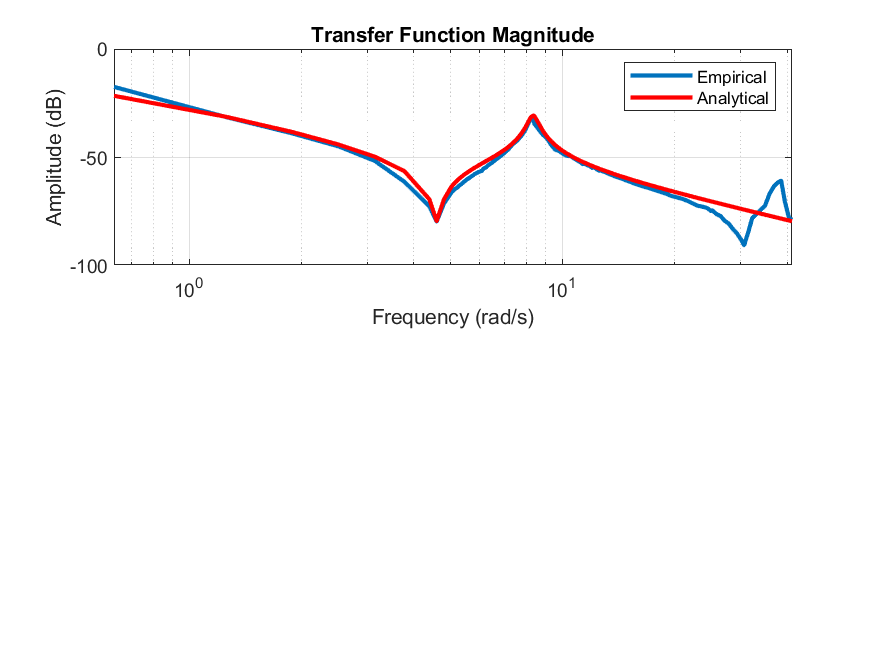 Transfer Function Magnitude
0
-50
-100
Amplitude (dB)
Empirical
Analytical
10^0
10^1
Frequency (rad/s)